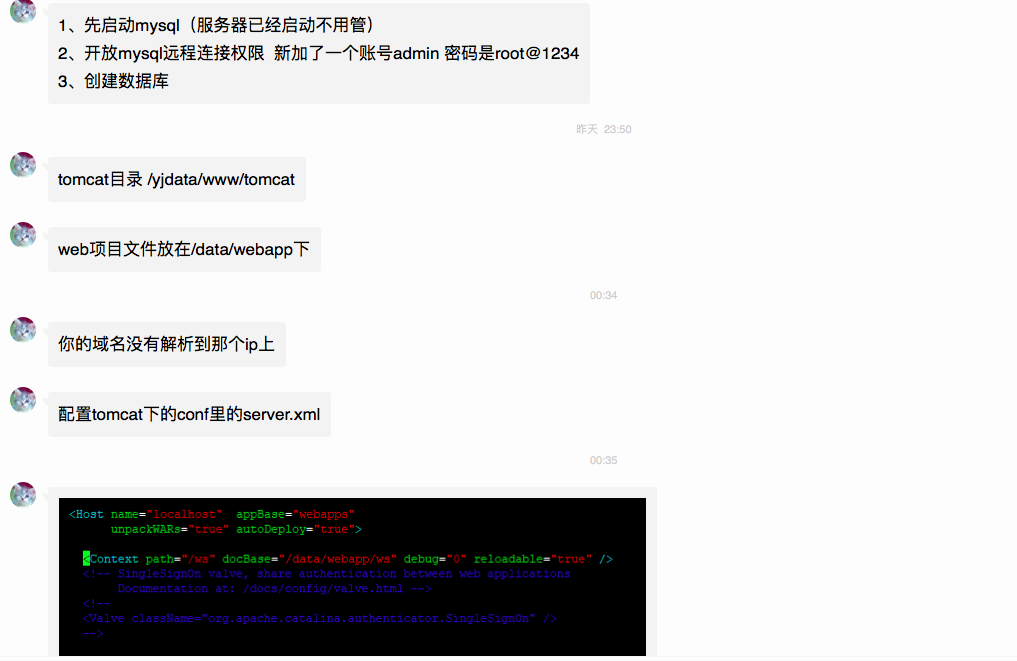 1、先启动mysql（服务器已经启动不用管）
2、开放mysql远程连接权限  新加了一个账号admin 密码是root@1234
3、创建数据库
昨天 23:50
tomcat目录 /yjdata/www/tomcat
web项目文件放在/data/webapp下
00:34
你的域名没有解析到那个ip上
配置tomcat下的conf里的server.xml
00:35
<Host name="localhost"  appBase="webapps"
unpackWARs="true" autoDeploy="true">
<Context path="/ws" docBase="/data/webapp/ws" debug="0" reloadable="true" />
<!-- SingleSignOn valve, share authentication between web applications
Documentation at: /docs/config/valve.html -->
<!--
<Valve className="org.apache.catalina.authenticator.SingleSignOn" />
-->